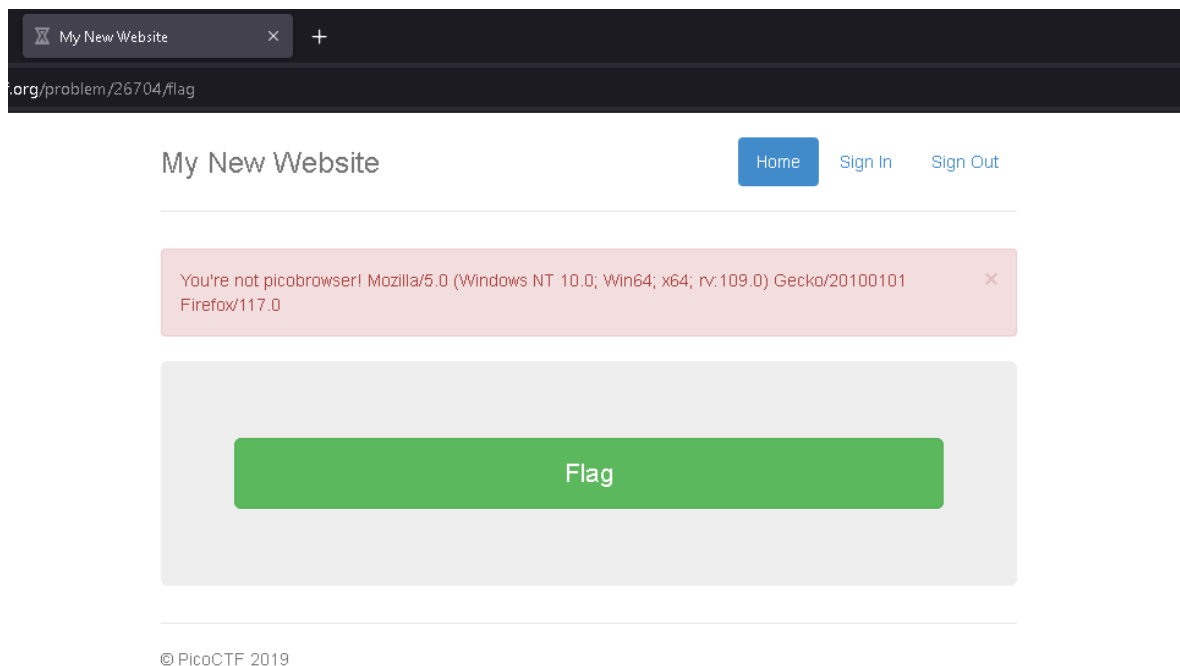 My New Website
f.org/problem/26704/flag
My New Website
Home Sign In Sign Out
You're not picobrowser! Mozilla/5.0 (Windows NT 10.0; Win64; x64; rv:109.0) Gecko/20100101
Firefox/117.0
Flag
© PicoCTF 2019